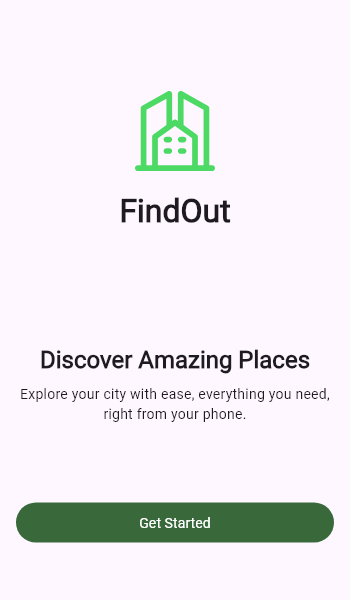 FindOut
Discover Amazing Places
Explore your city with ease, everything you need,
right from your phone.
Get Started